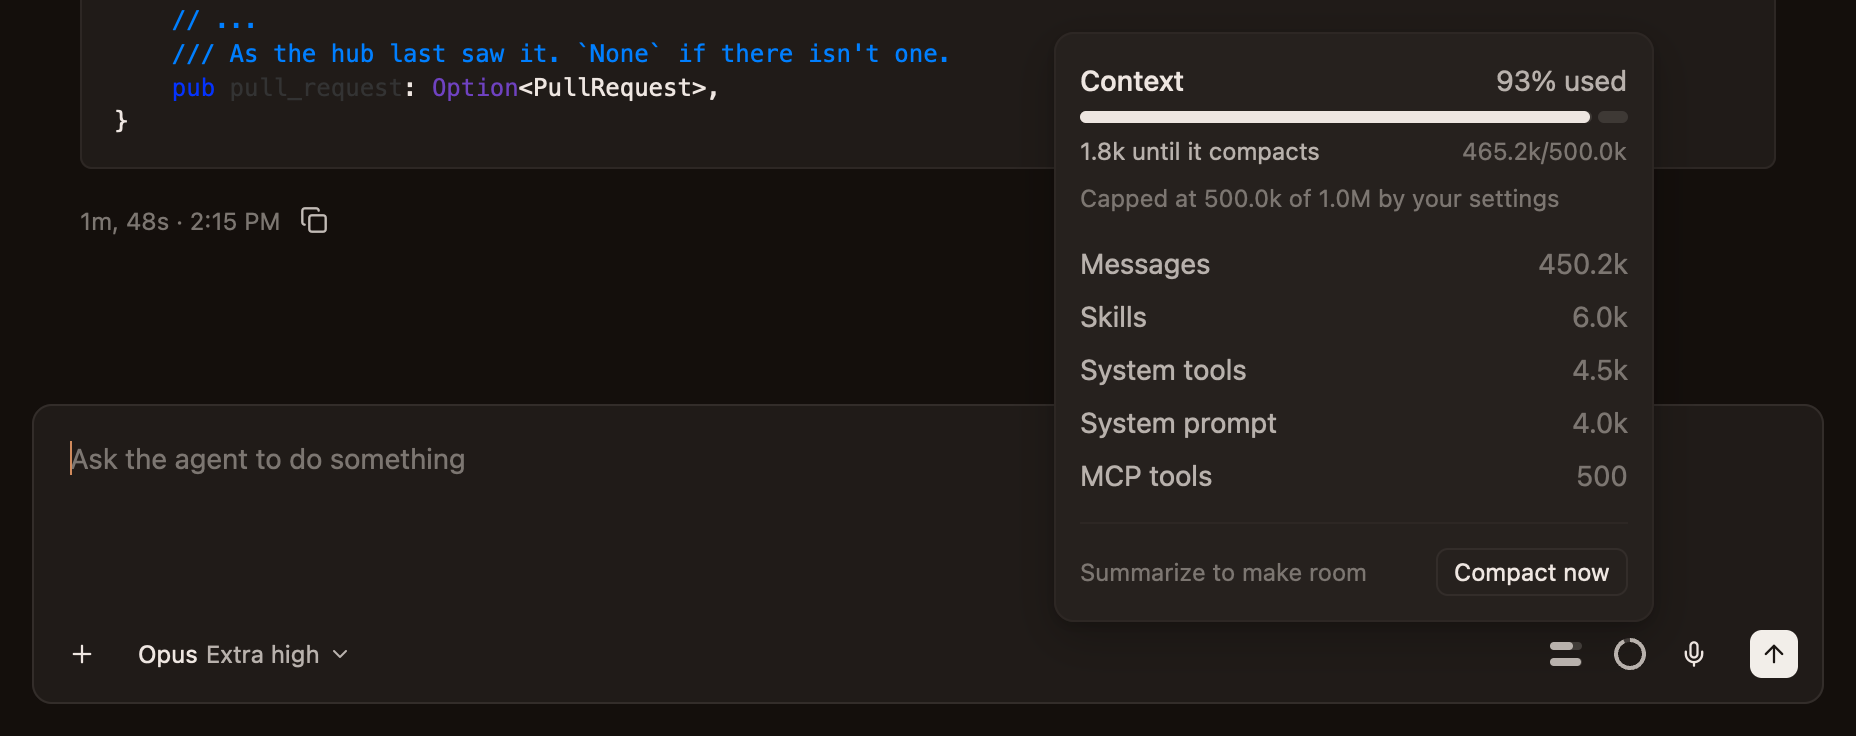 // ...
/// As the hub last saw it. `None` if there isn't one.
pub pull_request: Option<PullRequest>,
}
1m, 48s · 2:15 PM
Context 93% used
1.8k until it compacts 465.2k/500.0k
Capped at 500.0k of 1.0M by your settings
Messages 450.2k
Skills 6.0k
System tools 4.5k
System prompt 4.0k
MCP tools 500
Summarize to make room Compact now
Ask the agent to do something
Opus Extra high